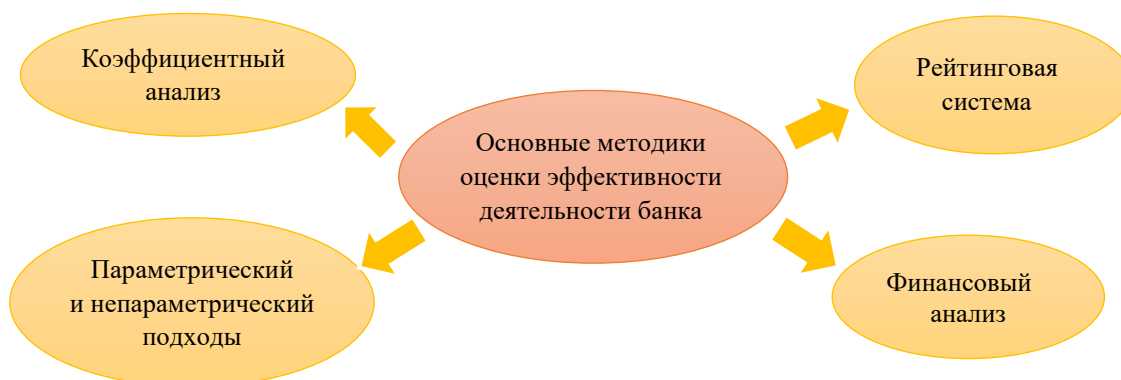 Коэффициентный
анализ
Рейтинговая
система
Основные методики
оценки эффективности
деятельности банка
Параметрический
и непараметрический
подходы
Финансовый
анализ